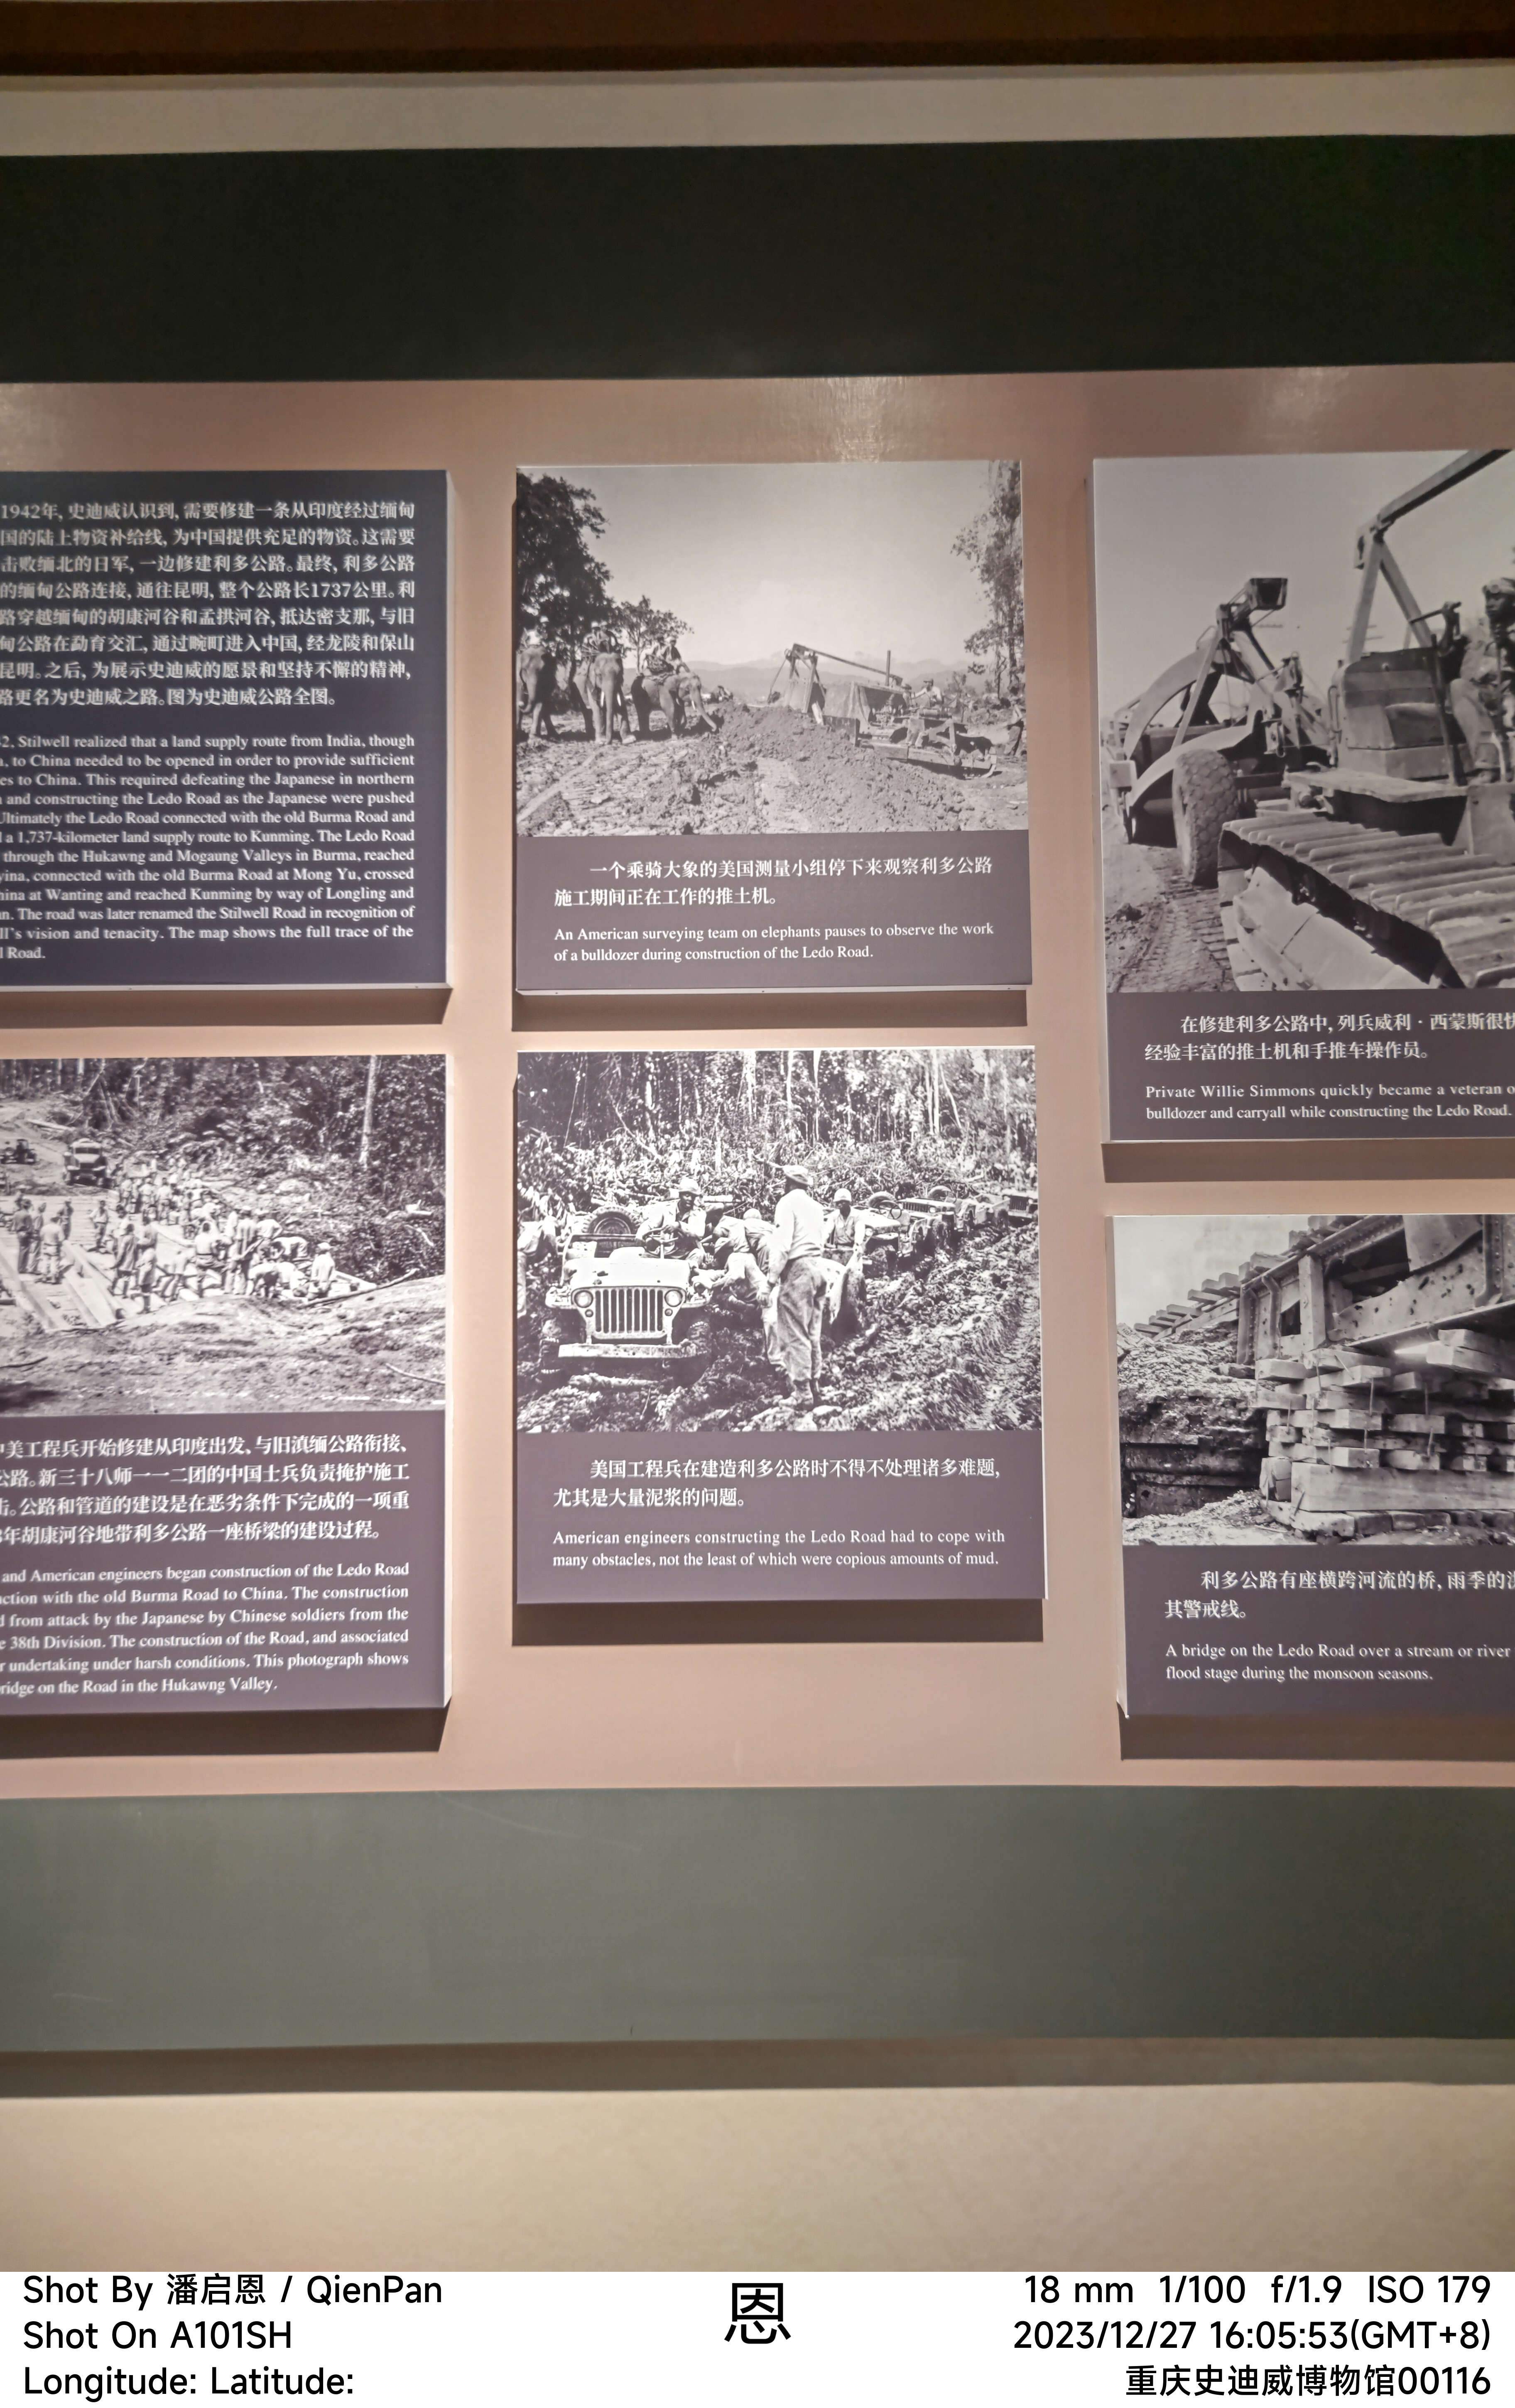 1942年, 史迪威认识到, 需要修建一条从印度经过缅甸
国的陆上物资补给线, 为中国提供充足的物资。这需要
击败缅北的日军, 一边修建利多公路。最终, 利多公路
的缅甸公路连接, 通往昆明, 整个公路长1737公里。利
路穿越缅甸的胡康河谷和孟拱河谷, 抵达密支那, 与旧
甸公路在勐育交汇, 通过畹町进入中国, 经龙陵和保山
昆明。之后, 为展示史迪威的愿景和坚持不懈的精神,
路更名为史迪威之路。图为史迪威公路全图。
2, Stilwell realized that a land supply route from India, though
, to China needed to be opened in order to provide sufficient
es to China. This required defeating the Japanese in northern
and constructing the Ledo Road as the Japanese were pushed
Ultimately the Ledo Road connected with the old Burma Road and
a 1,737-kilometer land supply route to Kunming. The Ledo Road
through the Hukawng and Mogaung Valleys in Burma, reached
yina, connected with the old Burma Road at Mong Yu, crossed
hina at Wanting and reached Kunming by way of Longling and
n. The road was later renamed the Stilwell Road in recognition of
ll's vision and tenacity. The map shows the full trace of the
l Road.
一个乘骑大象的美国测量小组停下来观察利多公路
施工期间正在工作的推土机。
An American surveying team on elephants pauses to observe the work
of a bulldozer during construction of the Ledo Road.
在修建利多公路中, 列兵威利·西蒙斯很快
经验丰富的推土机和手推车操作员。
Private Willie Simmons quickly became a veteran o
bulldozer and carryall while constructing the Ledo Road.
中美工程兵开始修建从印度出发、与旧滇缅公路衔接、
公路。新三十八师一一二团的中国士兵负责掩护施工
击。公路和管道的建设是在恶劣条件下完成的一项重
年胡康河谷地带利多公路一座桥梁的建设过程。
and American engineers began construction of the Ledo Road
ction with the old Burma Road to China. The construction
d from attack by the Japanese by Chinese soldiers from the
e 38th Division. The construction of the Road, and associated
r undertaking under harsh conditions. This photograph shows
ridge on the Road in the Hukawng Valley.
美国工程兵在建造利多公路时不得不处理诸多难题,
尤其是大量泥浆的问题。
American engineers constructing the Ledo Road had to cope with
many obstacles, not the least of which were copious amounts of mud.
利多公路有座横跨河流的桥, 雨季的洪
其警戒线。
A bridge on the Ledo Road over a stream or river
flood stage during the monsoon seasons.
Shot By 潘启恩 / QienPan
Shot On A101SH
Longitude: Latitude:
恩
18 mm 1/100 f/1.9 ISO 179
2023/12/27 16:05:53(GMT+8)
重庆史迪威博物馆00116